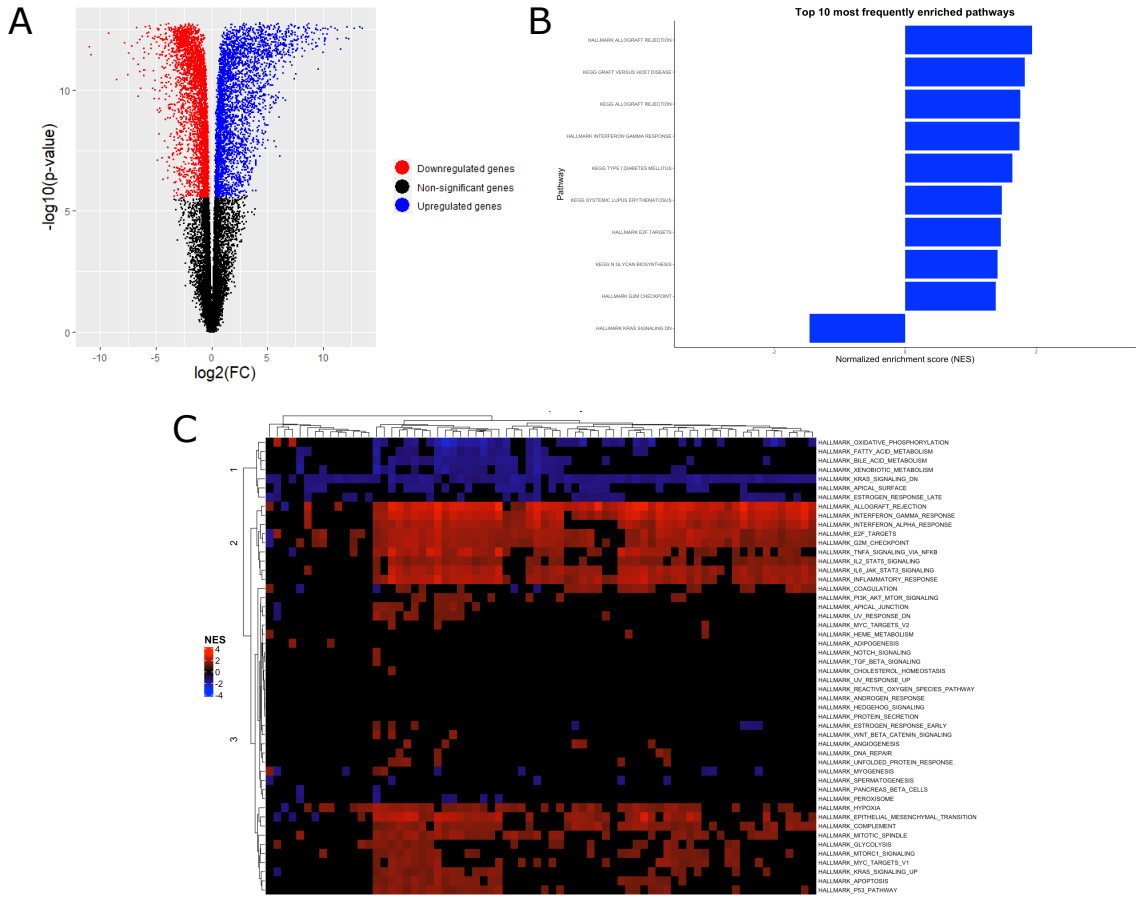 A
-log10(p-value)
10
5
0
-10
-5
0
5
10
log2(FC)
Downregulated genes
Non-significant genes
Upregulated genes
B
Top 10 most frequently enriched pathways
Pathway
HALLMARK ALLOGRAFT REJECTION
KEGG GRAFT VERSUS HOST DISEASE
KEGG ALLOGRAFT REJECTION
HALLMARK INTERFERON GAMMA RESPONSE
KEGG TYPE I DIABETES MELLITUS
KEGG SYSTEMIC LUPUS ERYTHEMATOSUS
HALLMARK E2F TARGETS
KEGG N GLYCAN BIOSYNTHESIS
HALLMARK G2M CHECKPOINT
HALLMARK KRAS SIGNALING DN
-2
0
2
Normalized enrichment score (NES)
C
1
2
3
NES
4
2
0
-2
-4
HALLMARK_OXIDATIVE_PHOSPHORYLATION
HALLMARK_FATTY_ACID_METABOLISM
HALLMARK_BILE_ACID_METABOLISM
HALLMARK_XENOBIOTIC_METABOLISM
HALLMARK_KRAS_SIGNALING_DN
HALLMARK_APICAL_SURFACE
HALLMARK_ESTROGEN_RESPONSE_LATE
HALLMARK_ALLOGRAFT_REJECTION
HALLMARK_INTERFERON_GAMMA_RESPONSE
HALLMARK_INTERFERON_ALPHA_RESPONSE
HALLMARK_E2F_TARGETS
HALLMARK_G2M_CHECKPOINT
HALLMARK_TNFA_SIGNALING_VIA_NFKB
HALLMARK_IL2_STAT5_SIGNALING
HALLMARK_IL6_JAK_STAT3_SIGNALING
HALLMARK_INFLAMMATORY_RESPONSE
HALLMARK_COAGULATION
HALLMARK_PI3K_AKT_MTOR_SIGNALING
HALLMARK_APICAL_JUNCTION
HALLMARK_UV_RESPONSE_DN
HALLMARK_MYC_TARGETS_V2
HALLMARK_HEME_METABOLISM
HALLMARK_ADIPOGENESIS
HALLMARK_NOTCH_SIGNALING
HALLMARK_TGF_BETA_SIGNALING
HALLMARK_CHOLESTEROL_HOMEOSTASIS
HALLMARK_UV_RESPONSE_UP
HALLMARK_REACTIVE_OXYGEN_SPECIES_PATHWAY
HALLMARK_ANDROGEN_RESPONSE
HALLMARK_HEDGEHOG_SIGNALING
HALLMARK_PROTEIN_SECRETION
HALLMARK_ESTROGEN_RESPONSE_EARLY
HALLMARK_WNT_BETA_CATENIN_SIGNALING
HALLMARK_ANGIOGENESIS
HALLMARK_DNA_REPAIR
HALLMARK_UNFOLDED_PROTEIN_RESPONSE
HALLMARK_MYOGENESIS
HALLMARK_SPERMATOGENESIS
HALLMARK_PANCREAS_BETA_CELLS
HALLMARK_PEROXISOME
HALLMARK_HYPOXIA
HALLMARK_EPITHELIAL_MESENCHYMAL_TRANSITION
HALLMARK_COMPLEMENT
HALLMARK_MITOTIC_SPINDLE
HALLMARK_GLYCOLYSIS
HALLMARK_MTORC1_SIGNALING
HALLMARK_MYC_TARGETS_V1
HALLMARK_KRAS_SIGNALING_UP
HALLMARK_APOPTOSIS
HALLMARK_P53_PATHWAY